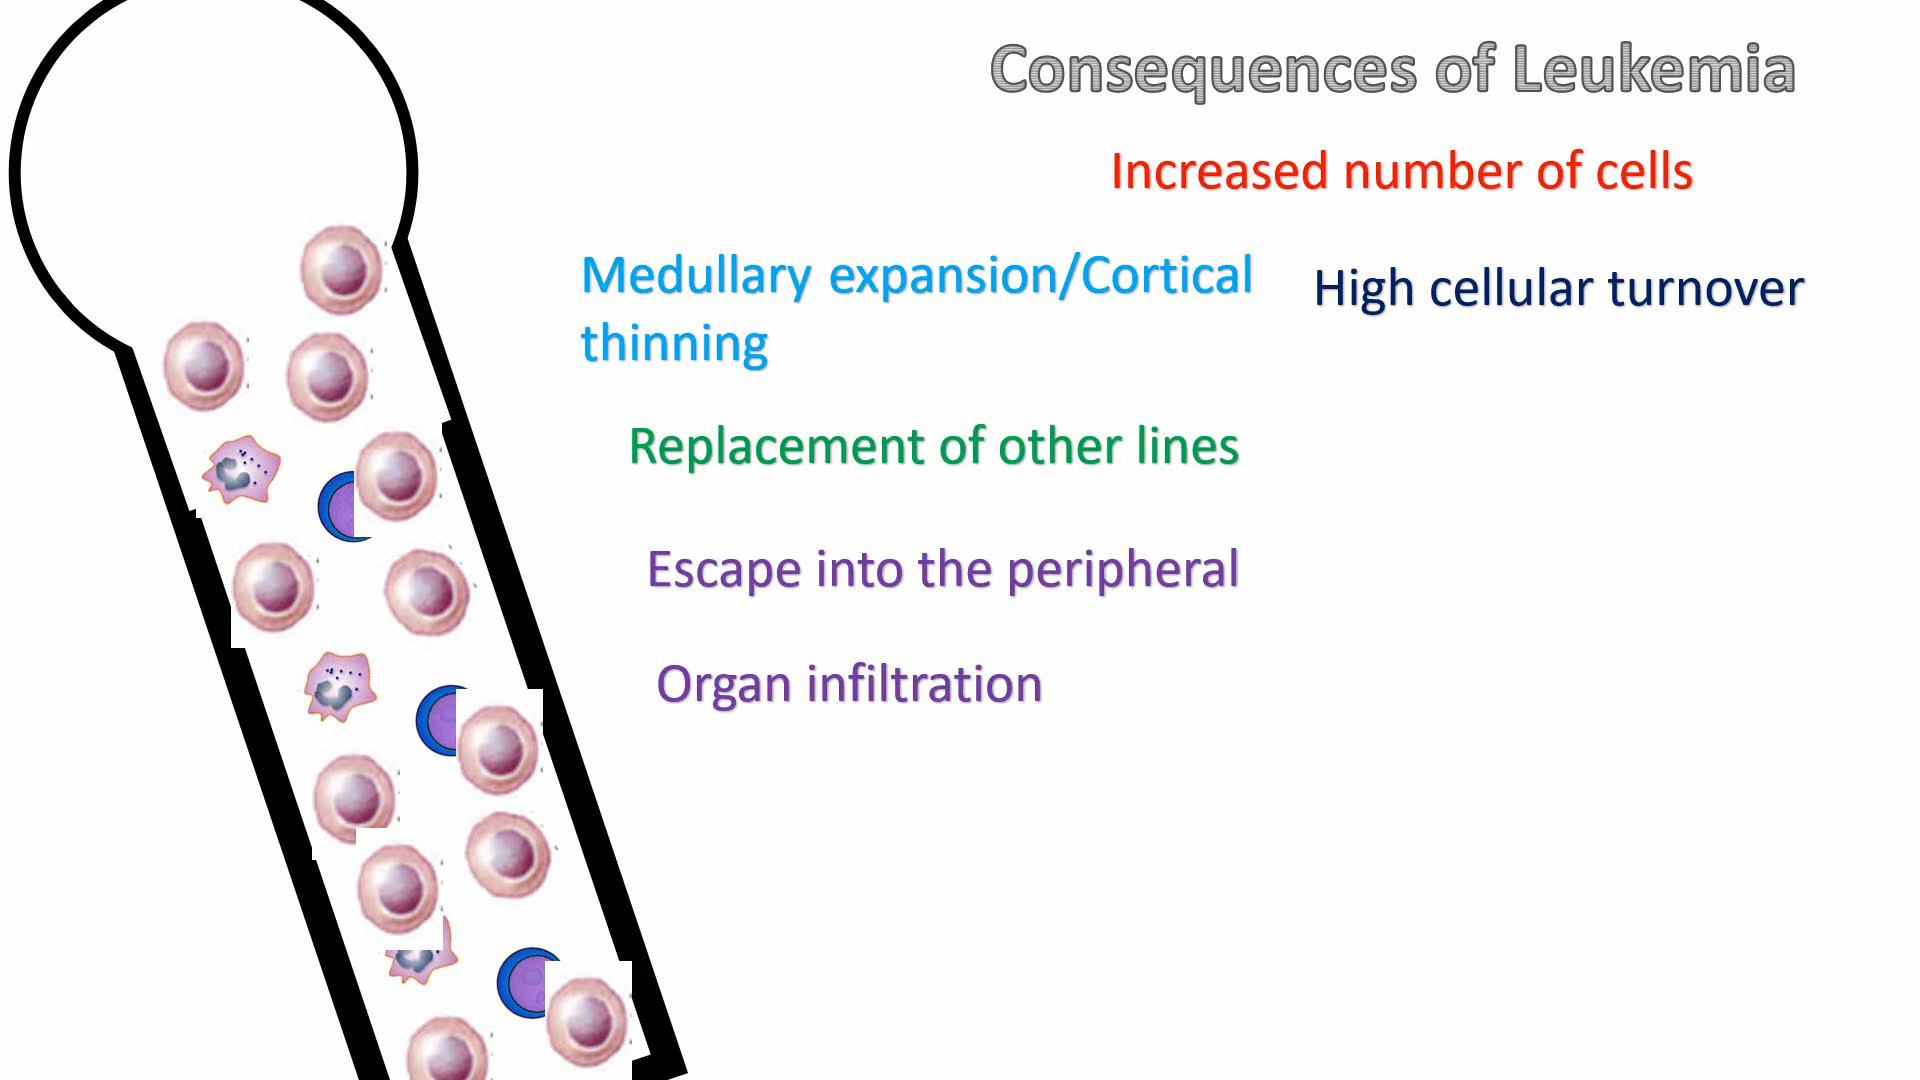 Consequences of Leukemia
Increased number of cells
Medullary expansion/Cortical
thinning
High cellular turnover
Replacement of other lines
Escape into the peripheral
Organ infiltration